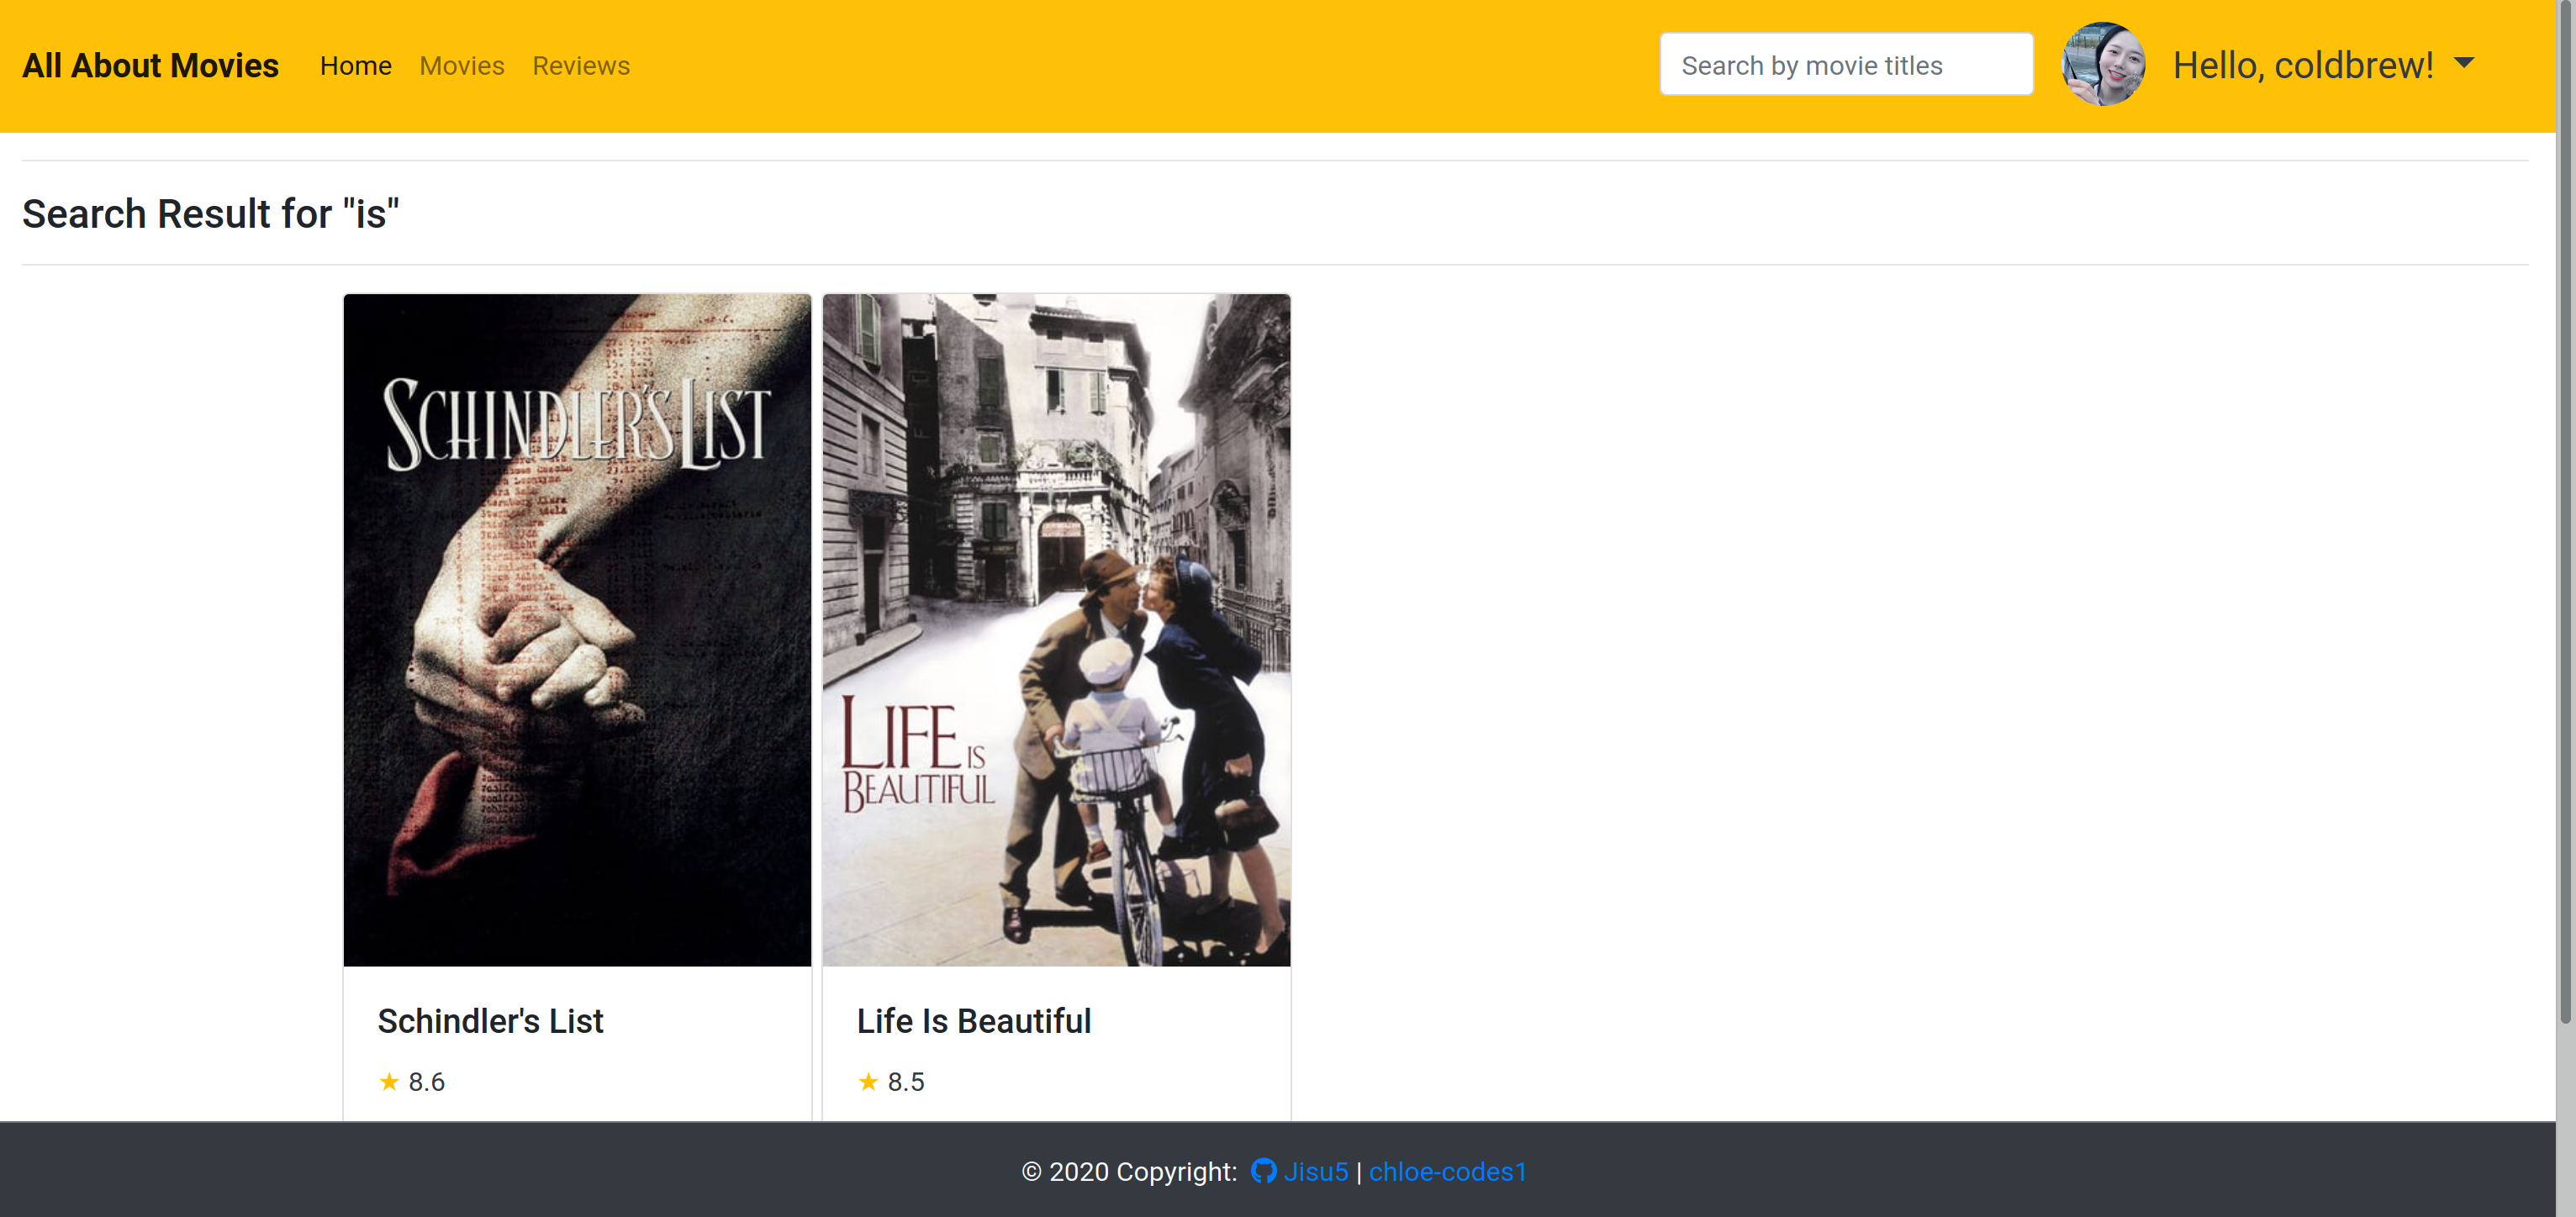 All About Movies Home Movies Reviews Search by movie titles Hello, coldbrew!
Search Result for "is"
SCHINDLER'S LIST
LIFE IS
BEAUTIFUL
Schindler's List
★ 8.6
Life Is Beautiful
★ 8.5
© 2020 Copyright: Jisu5 | chloe-codes1